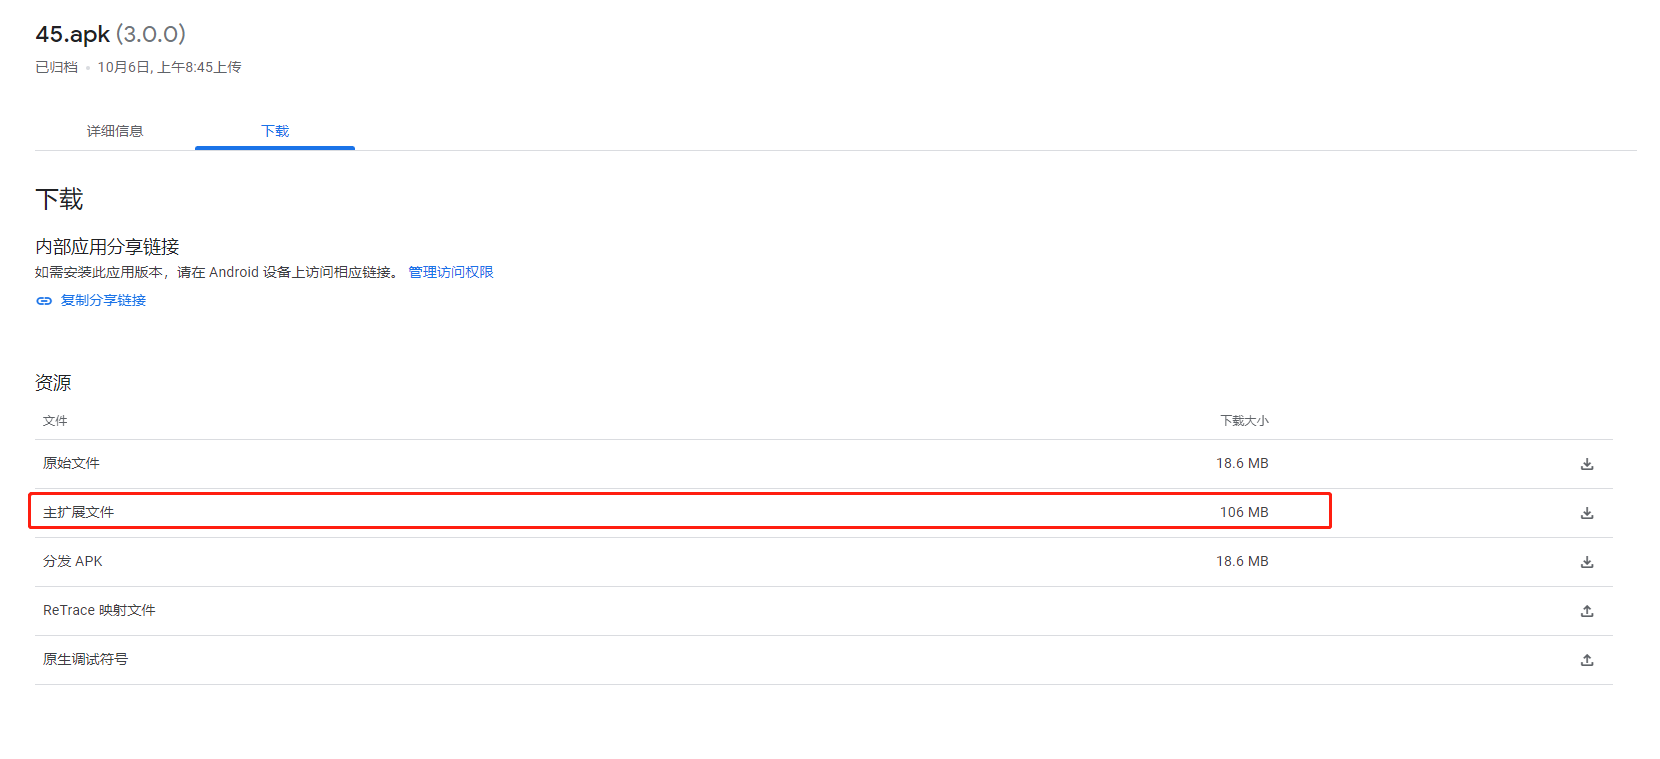 45.apk (3.0.0)
已归档 • 10月6日, 上午8:45上传
详细信息 下载
下载
内部应用分享链接
如需安装此应用版本，请在 Android 设备上访问相应链接。 管理访问权限
复制分享链接
资源
文件 下载大小
原始文件 18.6 MB
主扩展文件 106 MB
分发 APK 18.6 MB
ReTrace 映射文件
原生调试符号